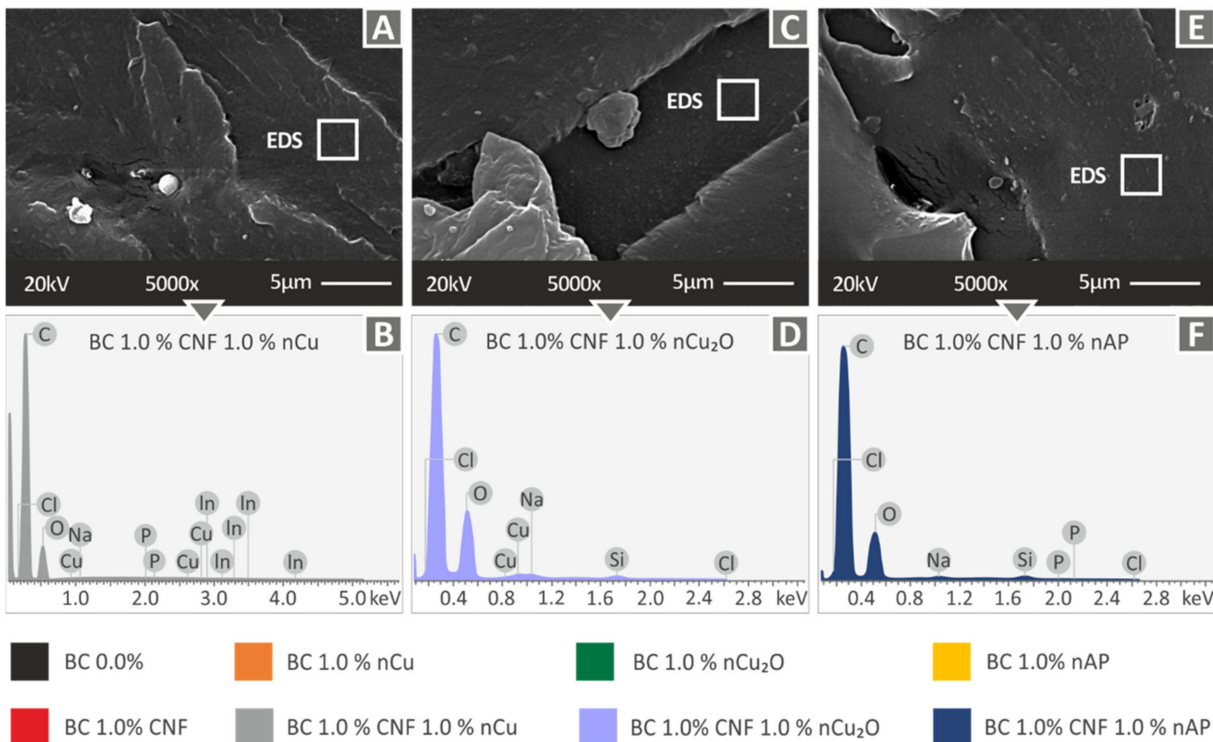 A
EDS
20kV 5000x 5µm
C
EDS
20kV 5000x 5µm
E
EDS
20kV 5000x 5µm
BC 1.0 % CNF 1.0 % nCu
B
C
Cl
O
Na
Cu
P
P
Cu
Cu
In
In
In
In
In
1.0 2.0 3.0 4.0 5.0 keV
BC 1.0% CNF 1.0 % nCu₂O
D
C
Cl
O
Cu
Cu
Na
Si
Cl
0.4 0.8 1.2 1.6 2.0 2.4 2.8 keV
BC 1.0% CNF 1.0 % nAP
F
C
Cl
O
Na
Si
P
P
Cl
0.4 0.8 1.2 1.6 2.0 2.4 2.8 keV
BC 0.0%
BC 1.0 % nCu
BC 1.0 % nCu₂O
BC 1.0% nAP
BC 1.0% CNF
BC 1.0 % CNF 1.0 % nCu
BC 1.0% CNF 1.0 % nCu₂O
BC 1.0% CNF 1.0 % nAP